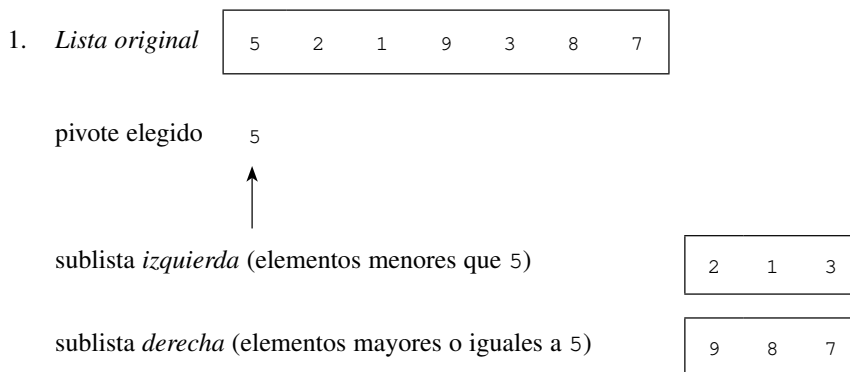 1. Lista original 5 2 1 9 3 8 7
pivote elegido 5
sublista izquierda (elementos menores que 5) 2 1 3
sublista derecha (elementos mayores o iguales a 5) 9 8 7